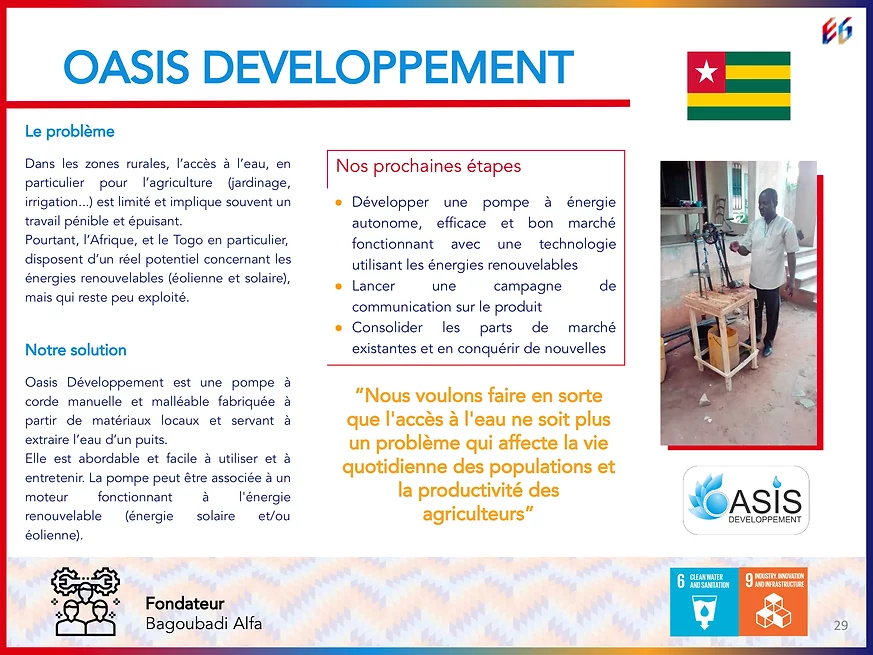 E6
OASIS DEVELOPPEMENT
Le problème
Dans les zones rurales, l’accès à l’eau, en
particulier pour l’agriculture (jardinage,
irrigation...) est limité et implique souvent un
travail pénible et épuisant.
Pourtant, l’Afrique, et le Togo en particulier,
disposent d’un réel potentiel concernant les
énergies renouvelables (éolienne et solaire),
mais qui reste peu exploité.
Notre solution
Oasis Développement est une pompe à
corde manuelle et malléable fabriquée à
partir de matériaux locaux et servant à
extraire l’eau d’un puits.
Elle est abordable et facile à utiliser et à
entretenir. La pompe peut être associée à un
moteur fonctionnant à l'énergie
renouvelable (énergie solaire et/ou
éolienne).
Nos prochaines étapes
● Développer une pompe à énergie
autonome, efficace et bon marché
fonctionnant avec une technologie
utilisant les énergies renouvelables
● Lancer une campagne de
communication sur le produit
● Consolider les parts de marché
existantes et en conquérir de nouvelles
“Nous voulons faire en sorte
que l'accès à l'eau ne soit plus
un problème qui affecte la vie
quotidienne des populations et
la productivité des
agriculteurs”
OASIS
DEVELOPPEMENT
Fondateur
Bagoubadi Alfa
6 CLEAN WATER
AND SANITATION
9 INDUSTRY, INNOVATION
AND INFRASTRUCTURE
29